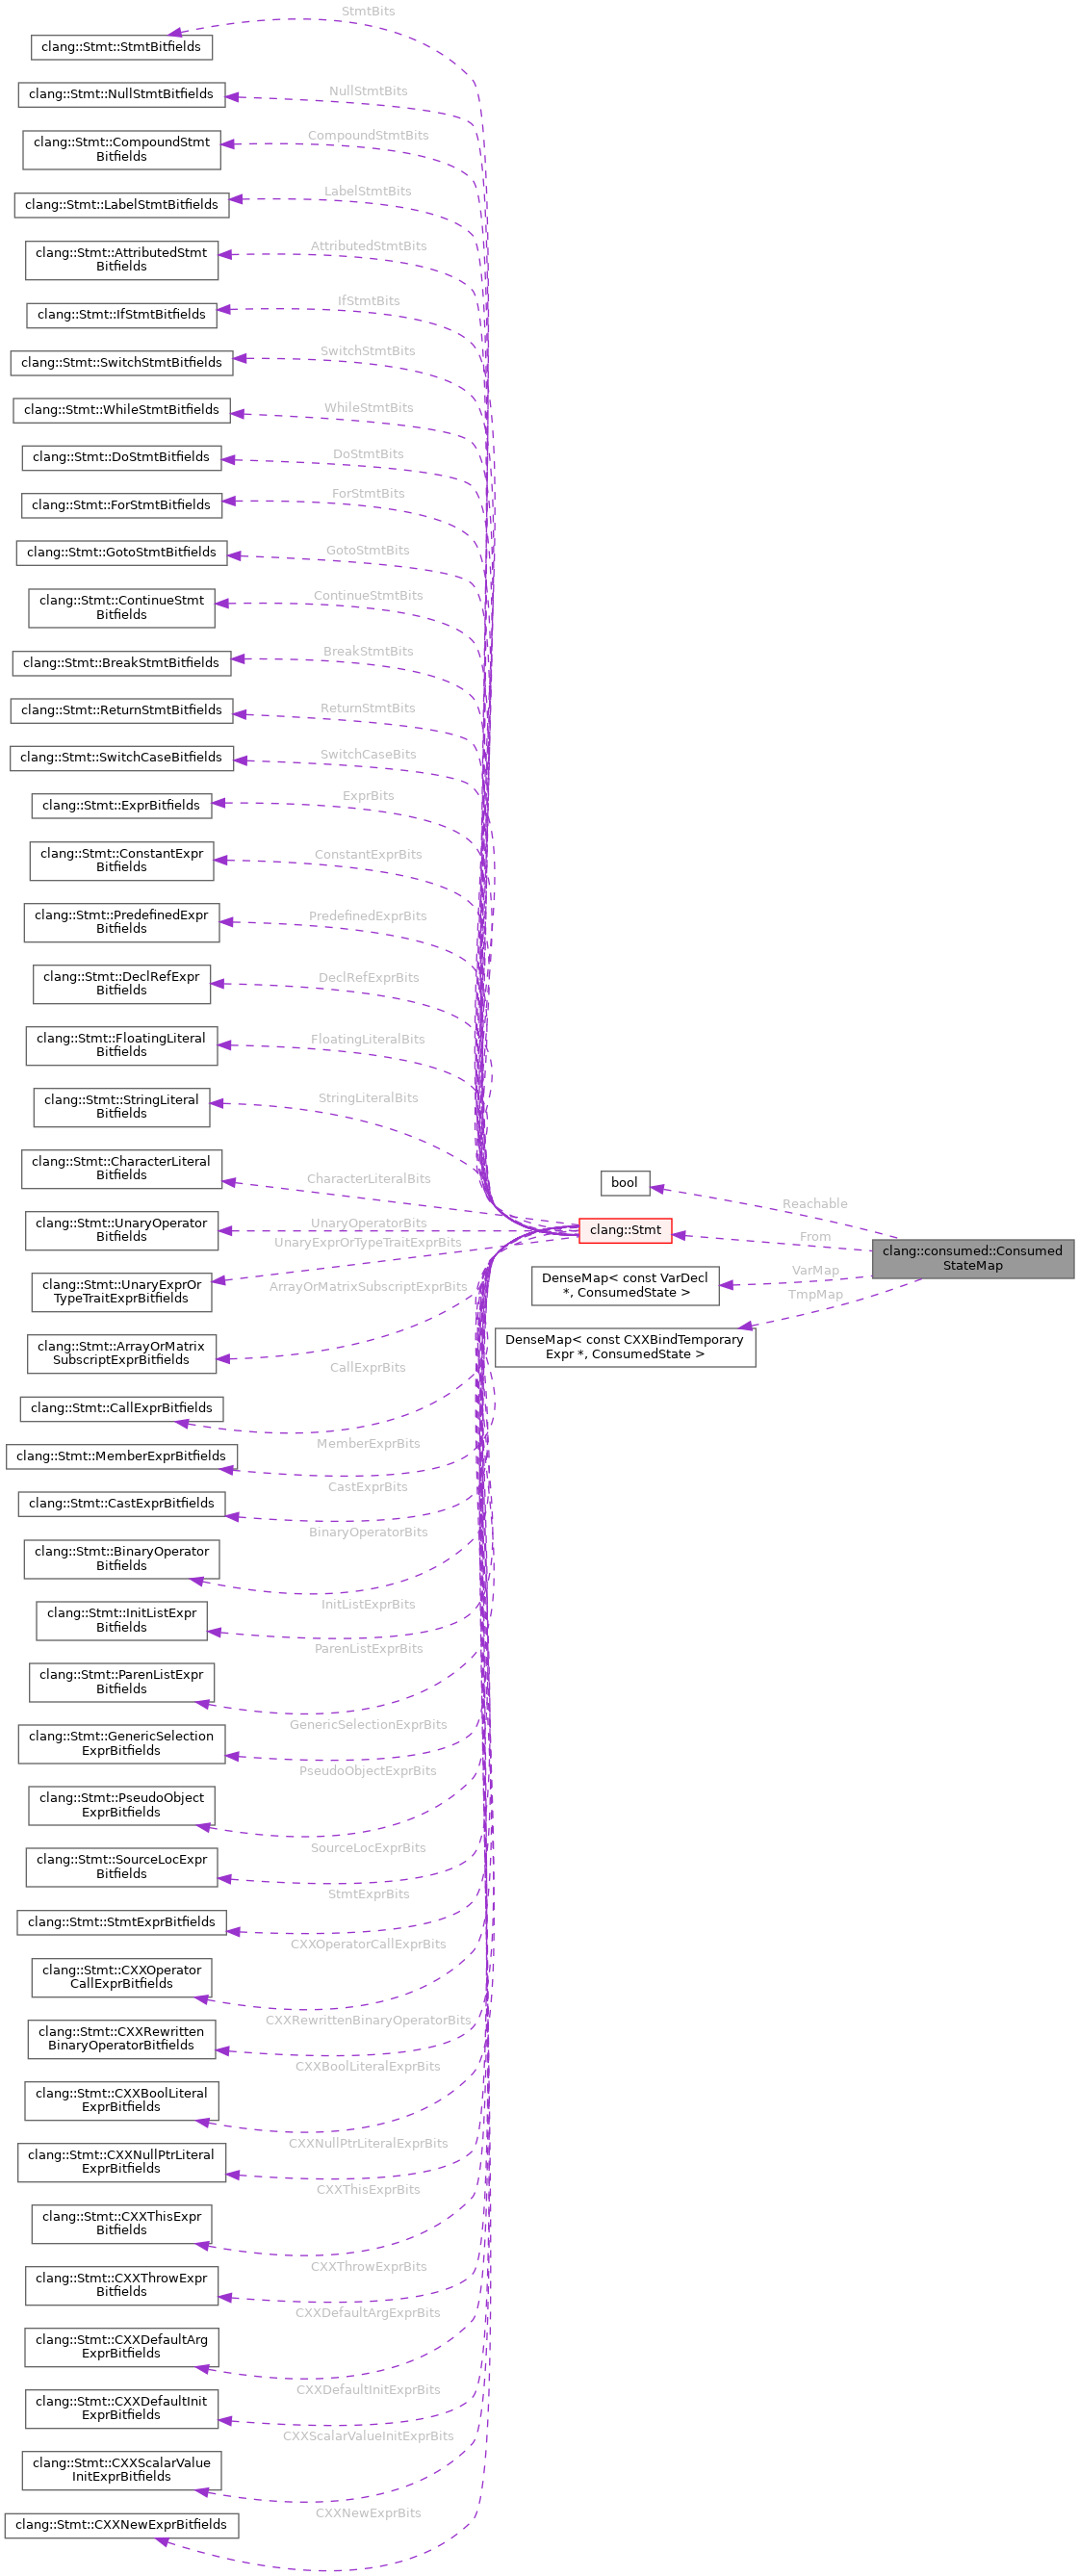 StmtBits
clang::Stmt::StmtBitfields
NullStmtBits
clang::Stmt::NullStmtBitfields
CompoundStmtBits
clang::Stmt::CompoundStmt
Bitfields
LabelStmtBits
clang::Stmt::LabelStmtBitfields
AttributedStmtBits
clang::Stmt::AttributedStmt
Bitfields
IfStmtBits
clang::Stmt::IfStmtBitfields
SwitchStmtBits
clang::Stmt::SwitchStmtBitfields
WhileStmtBits
clang::Stmt::WhileStmtBitfields
DoStmtBits
clang::Stmt::DoStmtBitfields
ForStmtBits
clang::Stmt::ForStmtBitfields
GotoStmtBits
clang::Stmt::GotoStmtBitfields
ContinueStmtBits
clang::Stmt::ContinueStmt
Bitfields
BreakStmtBits
clang::Stmt::BreakStmtBitfields
ReturnStmtBits
clang::Stmt::ReturnStmtBitfields
SwitchCaseBits
clang::Stmt::SwitchCaseBitfields
ExprBits
clang::Stmt::ExprBitfields
ConstantExprBits
clang::Stmt::ConstantExpr
Bitfields
PredefinedExprBits
clang::Stmt::PredefinedExpr
Bitfields
DeclRefExprBits
clang::Stmt::DeclRefExpr
Bitfields
FloatingLiteralBits
clang::Stmt::FloatingLiteral
Bitfields
StringLiteralBits
clang::Stmt::StringLiteral
Bitfields
CharacterLiteralBits
clang::Stmt::CharacterLiteral
Bitfields
UnaryOperatorBits
clang::Stmt::UnaryOperator
Bitfields
UnaryExprOrTypeTraitExprBits
clang::Stmt::UnaryExprOr
TypeTraitExprBitfields
ArrayOrMatrixSubscriptExprBits
clang::Stmt::ArrayOrMatrix
SubscriptExprBitfields
CallExprBits
clang::Stmt::CallExprBitfields
MemberExprBits
clang::Stmt::MemberExprBitfields
CastExprBits
clang::Stmt::CastExprBitfields
BinaryOperatorBits
clang::Stmt::BinaryOperator
Bitfields
InitListExprBits
clang::Stmt::InitListExpr
Bitfields
ParenListExprBits
clang::Stmt::ParenListExpr
Bitfields
GenericSelectionExprBits
clang::Stmt::GenericSelection
ExprBitfields
PseudoObjectExprBits
clang::Stmt::PseudoObject
ExprBitfields
SourceLocExprBits
clang::Stmt::SourceLocExpr
Bitfields
StmtExprBits
clang::Stmt::StmtExprBitfields
CXXOperatorCallExprBits
clang::Stmt::CXXOperator
CallExprBitfields
CXXRewrittenBinaryOperatorBits
clang::Stmt::CXXRewritten
BinaryOperatorBitfields
CXXBoolLiteralExprBits
clang::Stmt::CXXBoolLiteral
ExprBitfields
CXXNullPtrLiteralExprBits
clang::Stmt::CXXNullPtrLiteral
ExprBitfields
CXXThisExprBits
clang::Stmt::CXXThisExpr
Bitfields
CXXThrowExprBits
clang::Stmt::CXXThrowExpr
Bitfields
CXXDefaultArgExprBits
clang::Stmt::CXXDefaultArg
ExprBitfields
CXXDefaultInitExprBits
clang::Stmt::CXXDefaultInit
ExprBitfields
CXXScalarValueInitExprBits
clang::Stmt::CXXScalarValue
InitExprBitfields
CXXNewExprBits
clang::Stmt::CXXNewExprBitfields
bool
clang::Stmt
DenseMap< const VarDecl
*, ConsumedState >
DenseMap< const CXXBindTemporary
Expr *, ConsumedState >
Reachable
From
VarMap
TmpMap
clang::consumed::Consumed
StateMap